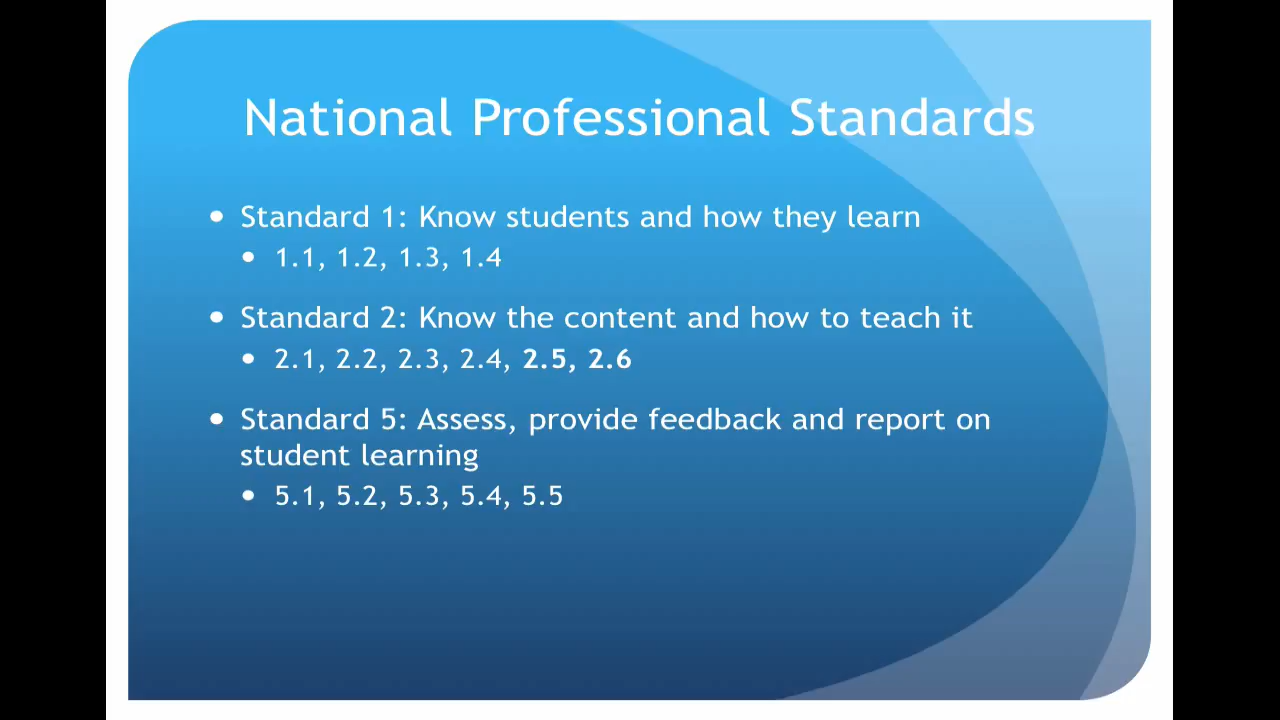 National Professional Standards
• Standard 1: Know students and how they learn
• 1.1, 1.2, 1.3, 1.4
• Standard 2: Know the content and how to teach it
• 2.1, 2.2, 2.3, 2.4, 2.5, 2.6
• Standard 5: Assess, provide feedback and report on
student learning
• 5.1, 5.2, 5.3, 5.4, 5.5